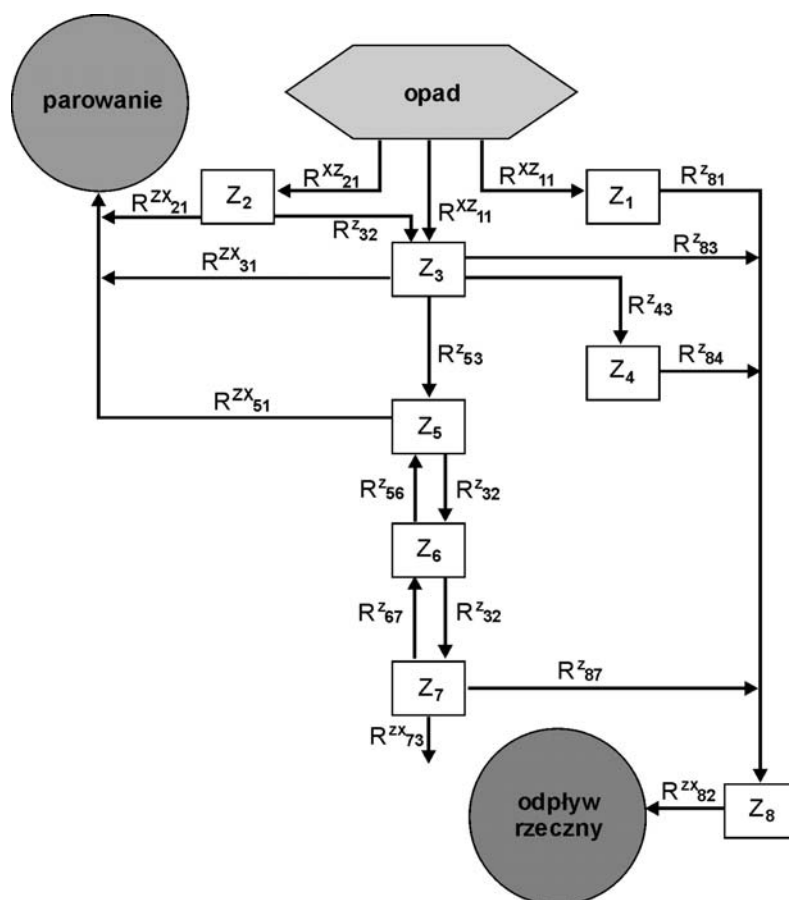 parowanie
opad
R^XZ_21
R^XZ_11
R^XZ_11
Z_1
R^z_81
Z_2
R^ZX_21
R^z_32
Z_3
R^z_83
R^ZX_31
R^z_43
R^z_53
Z_4
R^z_84
R^ZX_51
Z_5
R^z_56
R^z_32
Z_6
R^z_67
R^z_32
Z_7
R^z_87
R^zx_73
odpływ
rzeczny
R^zx_82
Z_8